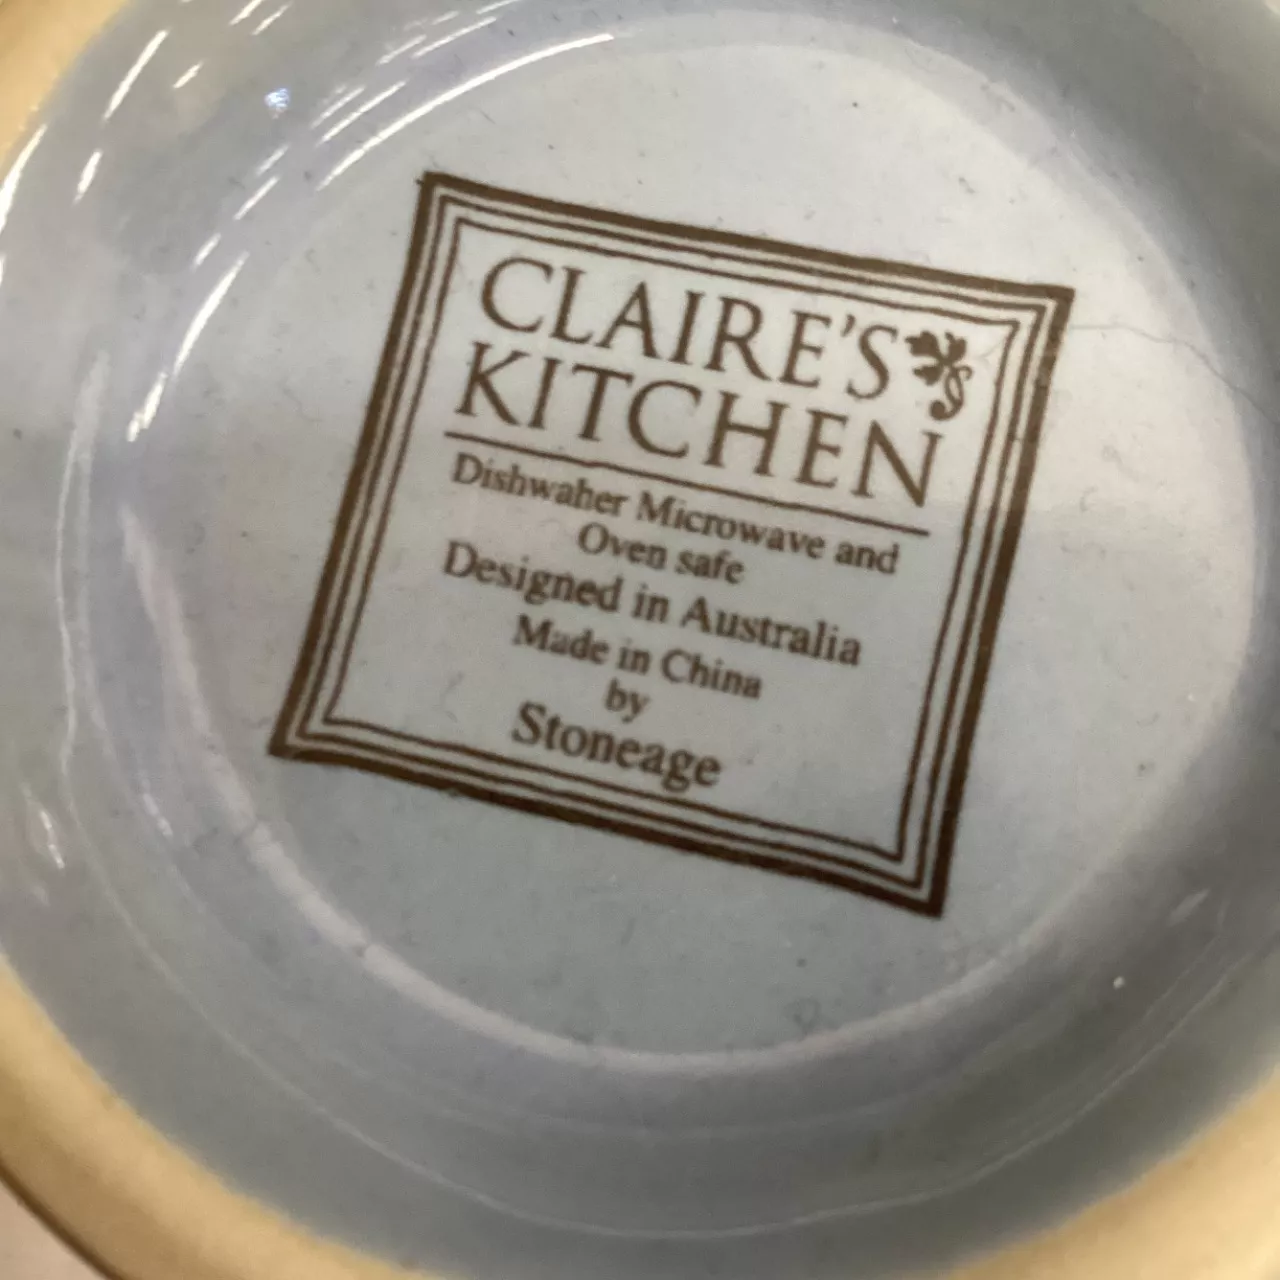 CLAIRE'S
KITCHEN
Dishwaher Microwave and
Oven safe
Designed in Australia
Made in China
by
Stoneage